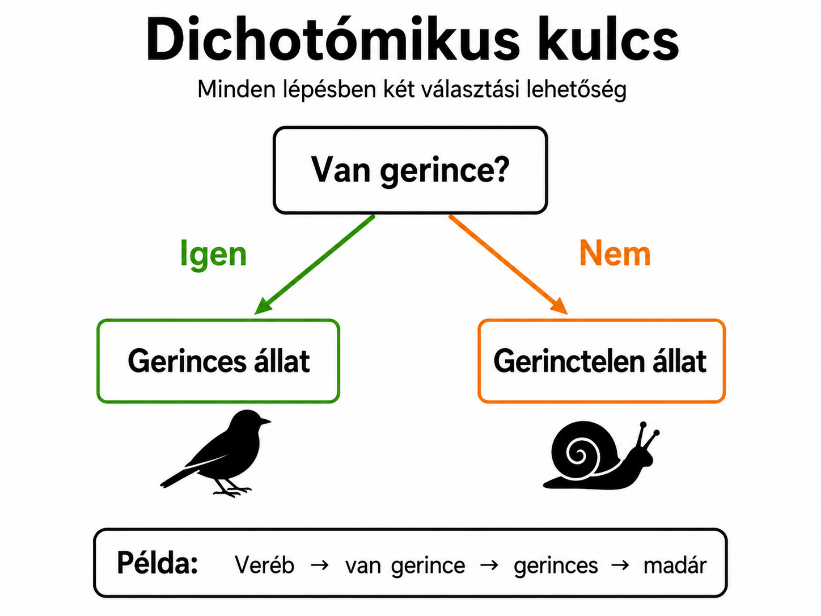 Dichotómikus kulcs
Minden lépésben két választási lehetőség
Van gerince?
Igen
Nem
Gerinces állat
Gerinctelen állat
Példa: Veréb → van gerince → gerinces → madár